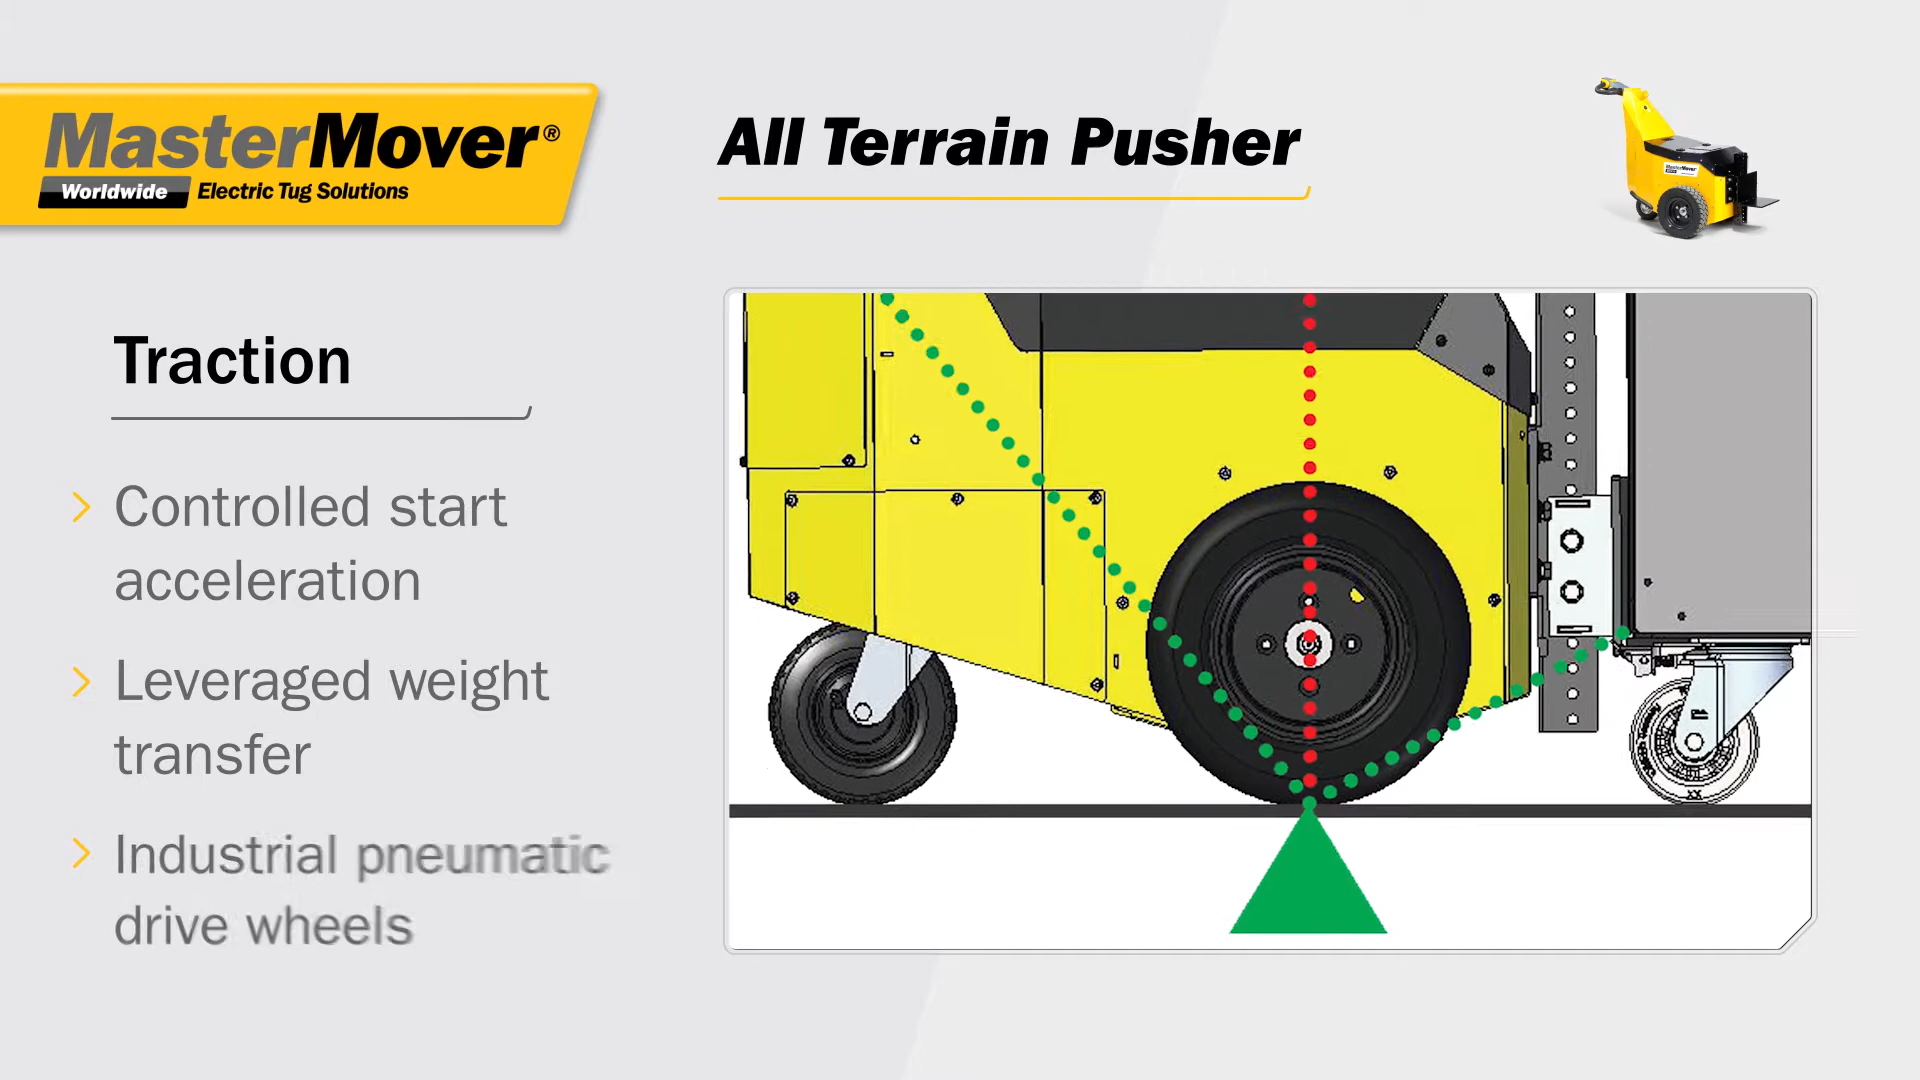 MasterMover®
Worldwide Electric Tug Solutions
All Terrain Pusher
MasterMover
Traction
Controlled start
acceleration
Leveraged weight
transfer
Industrial pneumatic
drive wheels